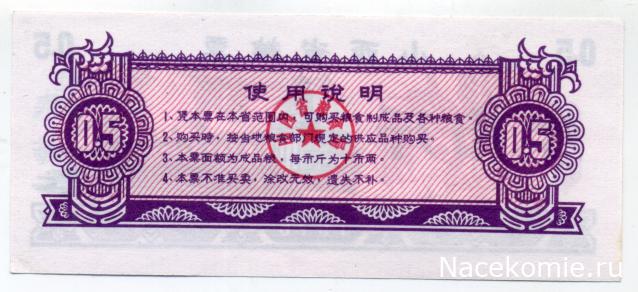 使用說明
0.5
0.5
1、凭本票在本省范围内，可购买粮食制成品及各种粮食。
2、购买時，按当地粮食部门规定的供应品种购买。
3、本票面额为成品粮，每市斤为十市两。
4、本票不准买卖，涂改无效，遗失不补。
Nacekomie.ru